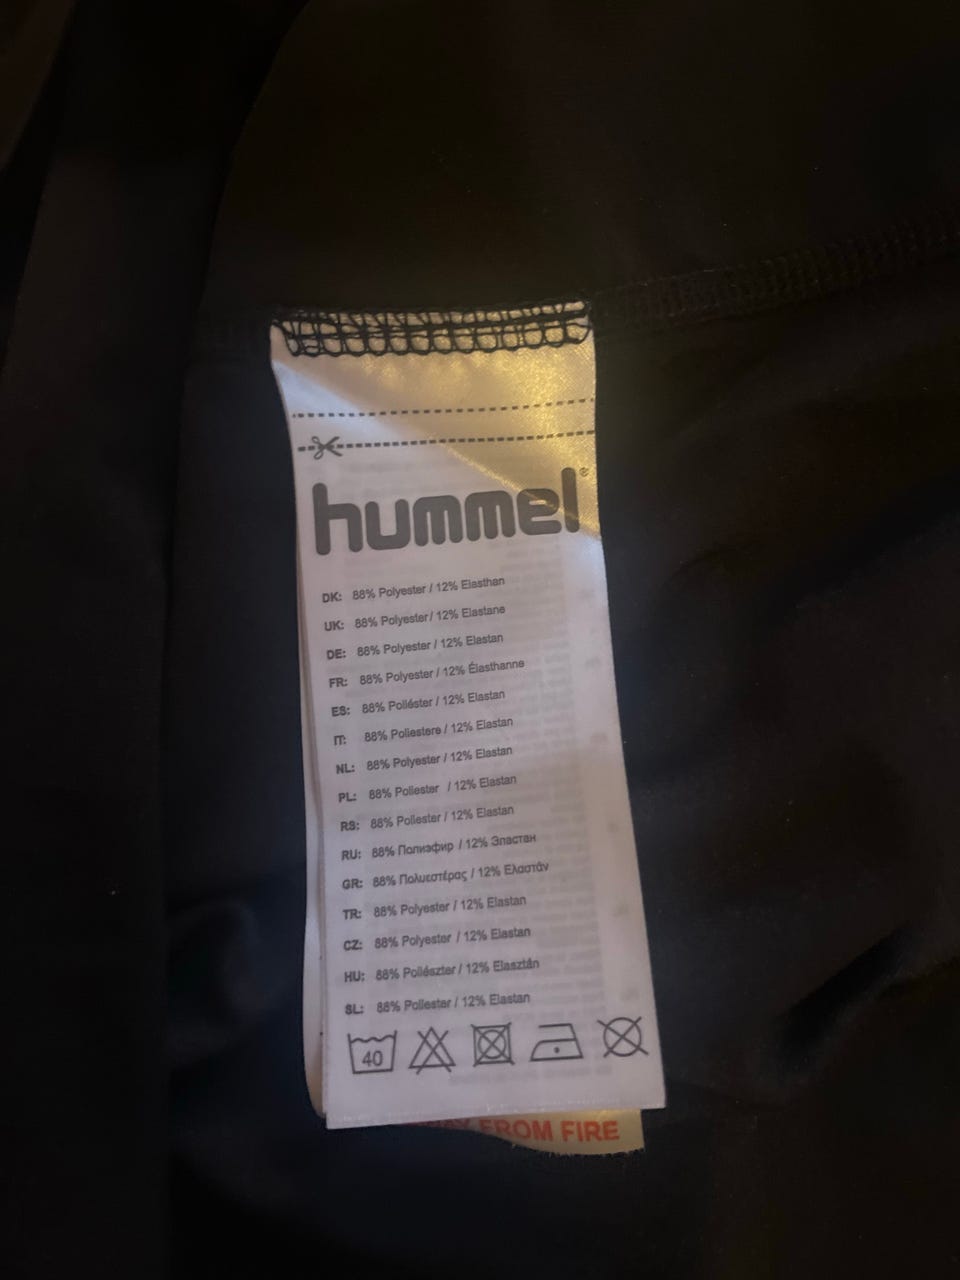 hummel®
DK: 88% Polyester / 12% Elasthan
UK: 88% Polyester / 12% Elastane
DE: 88% Polyester / 12% Elastan
FR: 88% Polyester / 12% Élasthanne
ES: 88% Poliéster / 12% Elastan
IT: 88% Poliestere / 12% Elastan
NL: 88% Polyester / 12% Elastan
PL: 88% Poliester / 12% Elastan
RS: 88% Poliester / 12% Elastan
RU: 88% Полиэфир / 12% Эластан
GR: 88% Πολυεστέρας / 12% Ελαστάν
TR: 88% Polyester / 12% Elastan
CZ: 88% Polyester / 12% Elastan
HU: 88% Poliészter / 12% Elasztán
SL: 88% Poliester / 12% Elastan
40
FROM FIRE